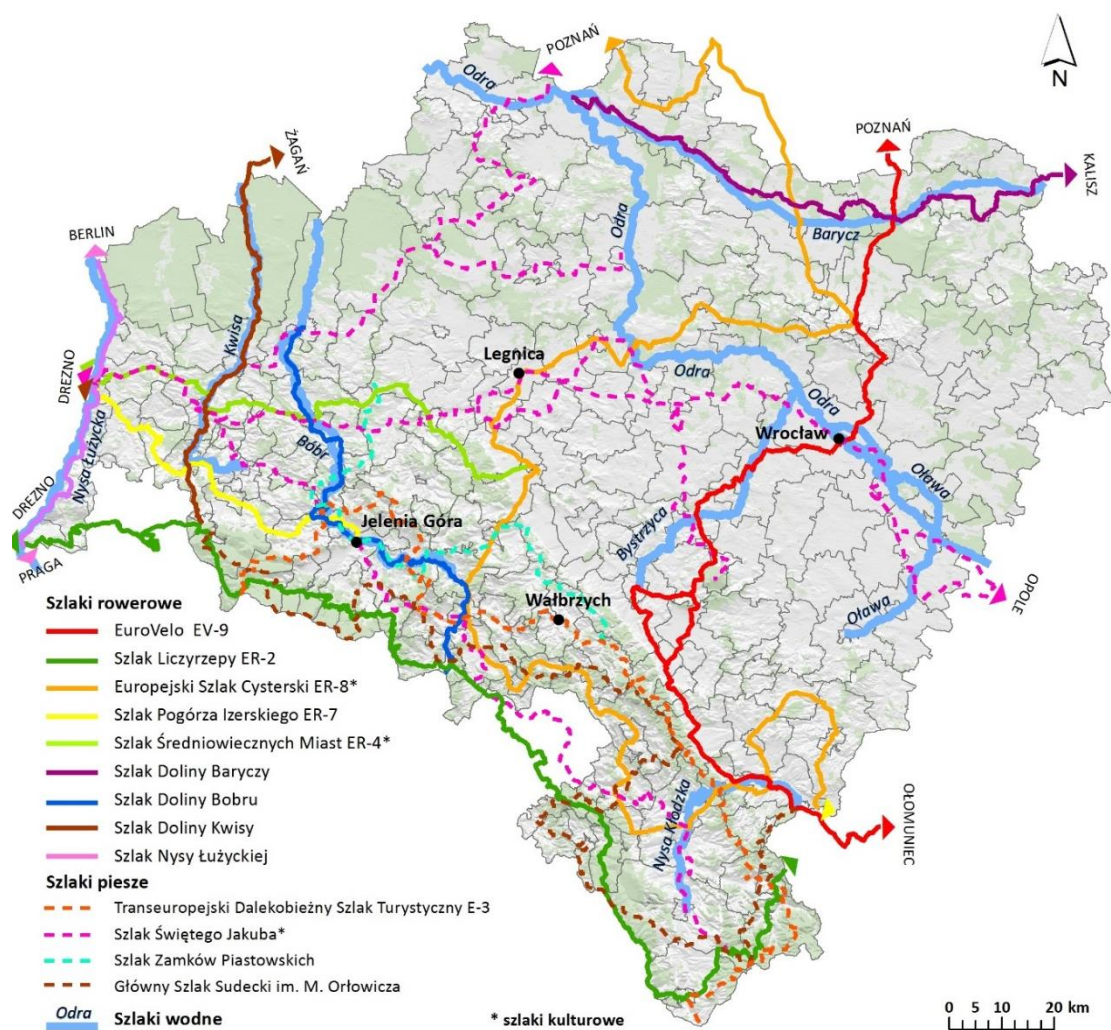 POZNAŃ
N
Odra
POZNAŃ
ŻAGAŃ
KALISZ
Odra
BERLIN
Barycz
Kwisa
Legnica
DREZNO
Odra
Odra
Wrocław
Bóbr
Nysa Łużycka
Oława
DREZNO
Jelenia Góra
Bystrzyca
PRAGA
OPOLE
Wałbrzych
Oława
Szlaki rowerowe
EuroVelo EV-9
Szlak Liczyrzepy ER-2
Europejski Szlak Cysterski ER-8*
Szlak Pogórza Izerskiego ER-7
Szlak Średniowiecznych Miast ER-4*
Szlak Doliny Baryczy
Szlak Doliny Bobru
Szlak Doliny Kwisy
Szlak Nysy Łużyckiej
Nysa Kłodzka
OŁOMUNIEC
Szlaki piesze
Transeuropejski Dalekobieżny Szlak Turystyczny E-3
Szlak Świętego Jakuba*
Szlak Zamków Piastowskich
Główny Szlak Sudecki im. M. Orłowicza
Odra
Szlaki wodne
* szlaki kulturowe
0 5 10 20 km